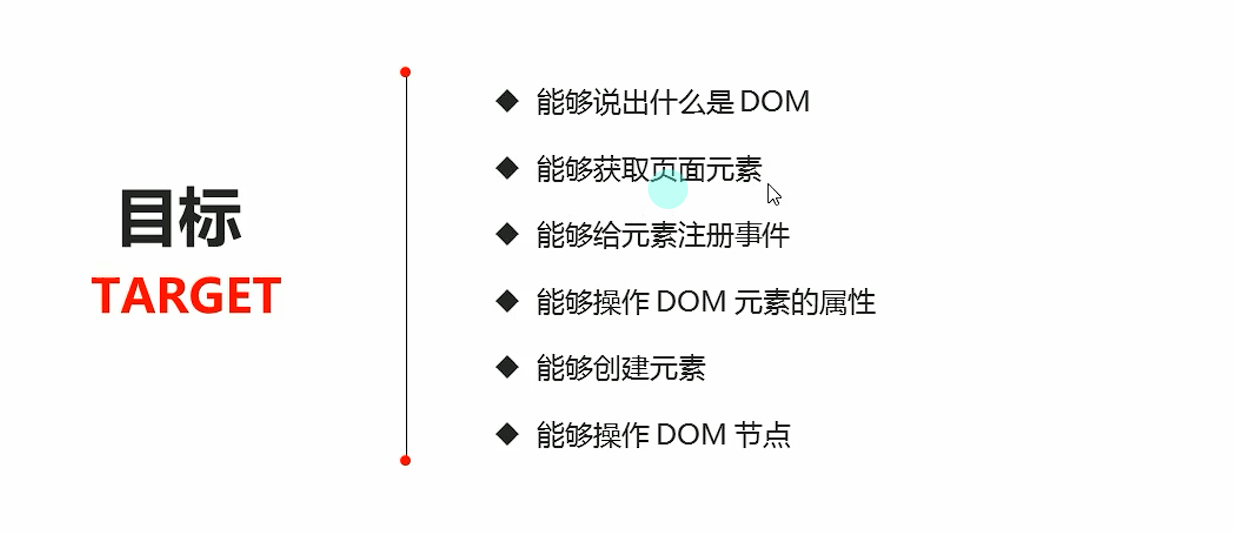 目标
TARGET
能够说出什么是 DOM
能够获取页面元素
能够给元素注册事件
能够操作 DOM 元素的属性
能够创建元素
能够操作 DOM 节点